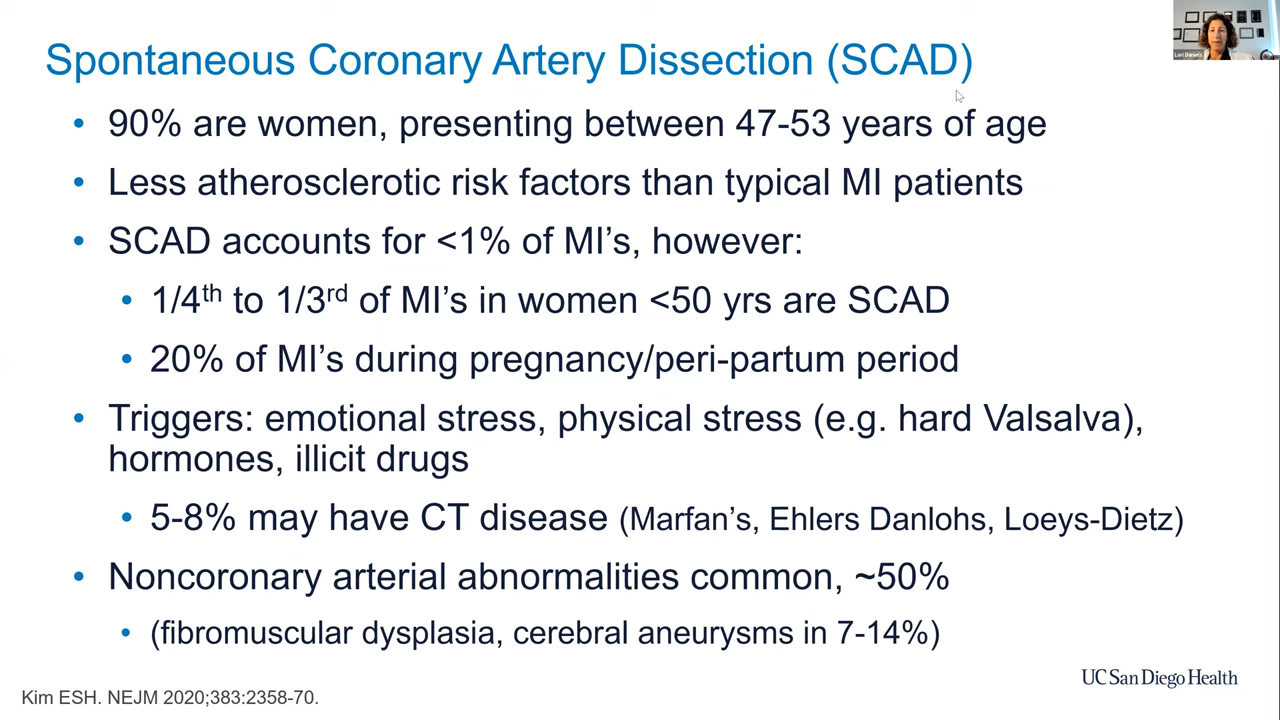 Spontaneous Coronary Artery Dissection (SCAD)
• 90% are women, presenting between 47-53 years of age
• Less atherosclerotic risk factors than typical MI patients
• SCAD accounts for <1% of MI’s, however:
• 1/4th to 1/3rd of MI’s in women <50 yrs are SCAD
• 20% of MI’s during pregnancy/peri-partum period
• Triggers: emotional stress, physical stress (e.g. hard Valsalva),
hormones, illicit drugs
• 5-8% may have CT disease (Marfan’s, Ehlers Danlohs, Loeys-Dietz)
• Noncoronary arterial abnormalities common, ~50%
• (fibromuscular dysplasia, cerebral aneurysms in 7-14%)
Kim ESH. NEJM 2020;383:2358-70.
UC San Diego Health
Lori Daniels